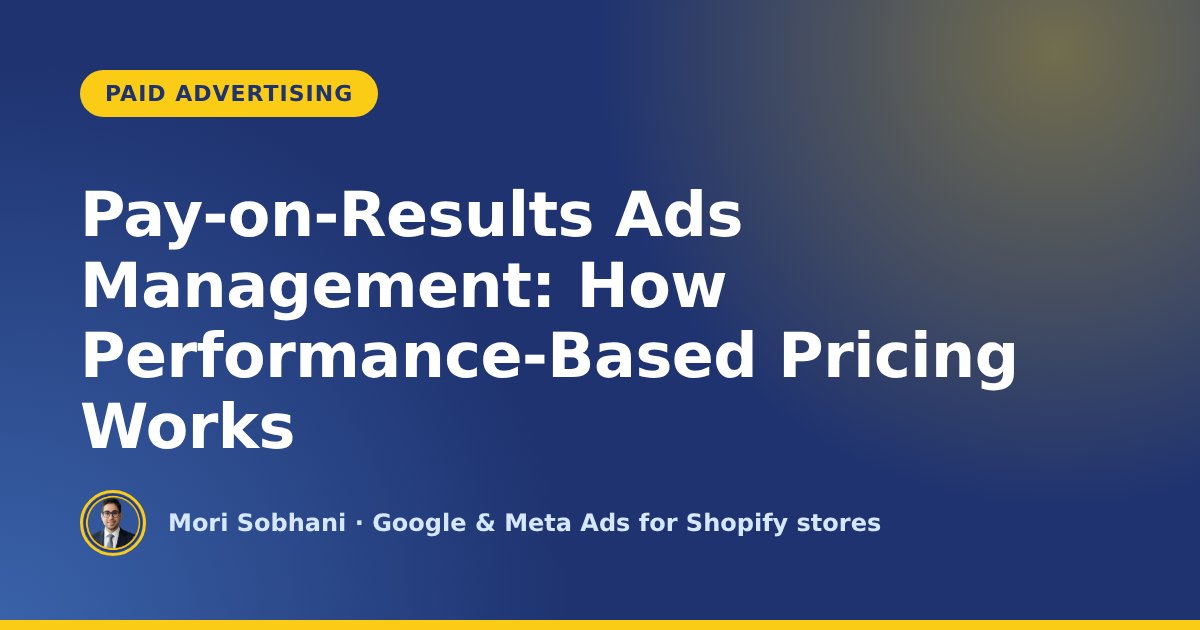 PAID ADVERTISING
Pay-on-Results Ads
Management: How
Performance-Based Pricing
Works
Mori Sobhani · Google & Meta Ads for Shopify stores